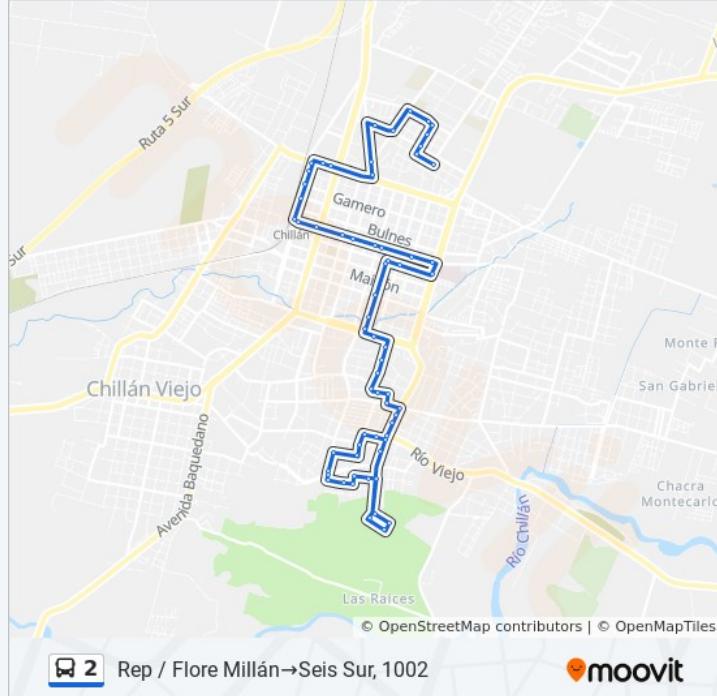 Ruta 5 Sur
Gamero
Bulnes
Chillán
Sur
Maipón
Monte
San Gabriel
Chillán Viejo
Avenida Baquedano
Río Viejo
Chacra
Montecarlo
Río Chillán
Las Raíces
© OpenStreetMap contributors | © OpenMapTiles
2 Rep / Flore Millán→Seis Sur, 1002
moovit